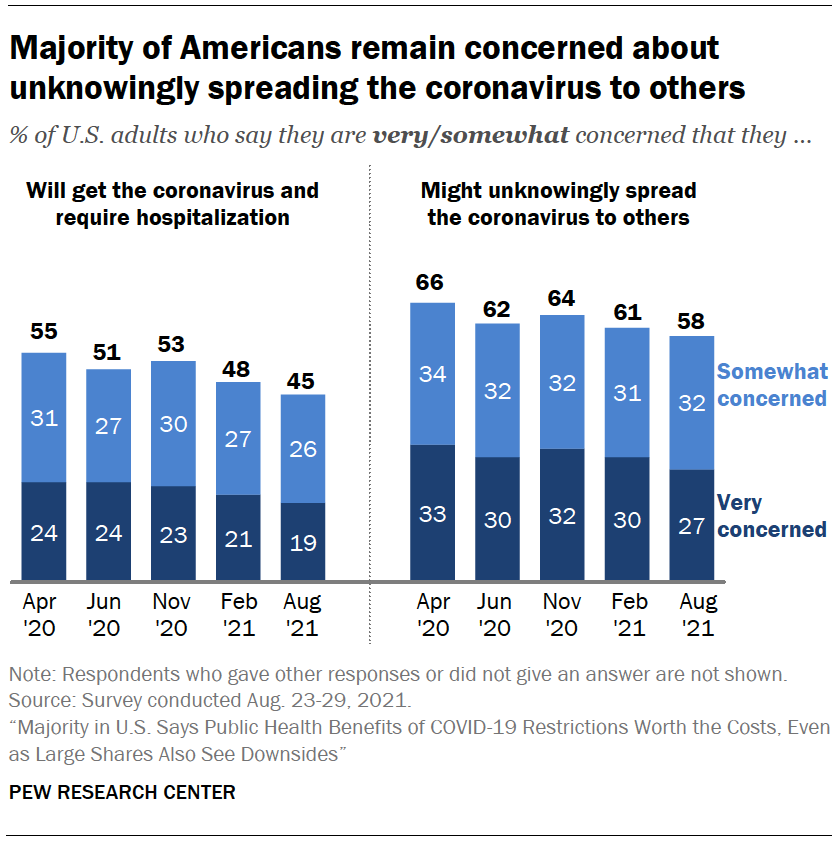 Majority of Americans remain concerned about
unknowingly spreading the coronavirus to others
% of U.S. adults who say they are very/somewhat concerned that they ...
Will get the coronavirus and
require hospitalization
55
51
53
48
45
31
27
30
27
26
24
24
23
21
19
Apr
'20
Jun
'20
Nov
'20
Feb
'21
Aug
'21
Might unknowingly spread
the coronavirus to others
66
62
64
61
58
34
32
32
31
32
Somewhat
concerned
33
30
32
30
27
Very
concerned
Apr
'20
Jun
'20
Nov
'20
Feb
'21
Aug
'21
Note: Respondents who gave other responses or did not give an answer are not shown.
Source: Survey conducted Aug. 23-29, 2021.
“Majority in U.S. Says Public Health Benefits of COVID-19 Restrictions Worth the Costs, Even
as Large Shares Also See Downsides”
PEW RESEARCH CENTER